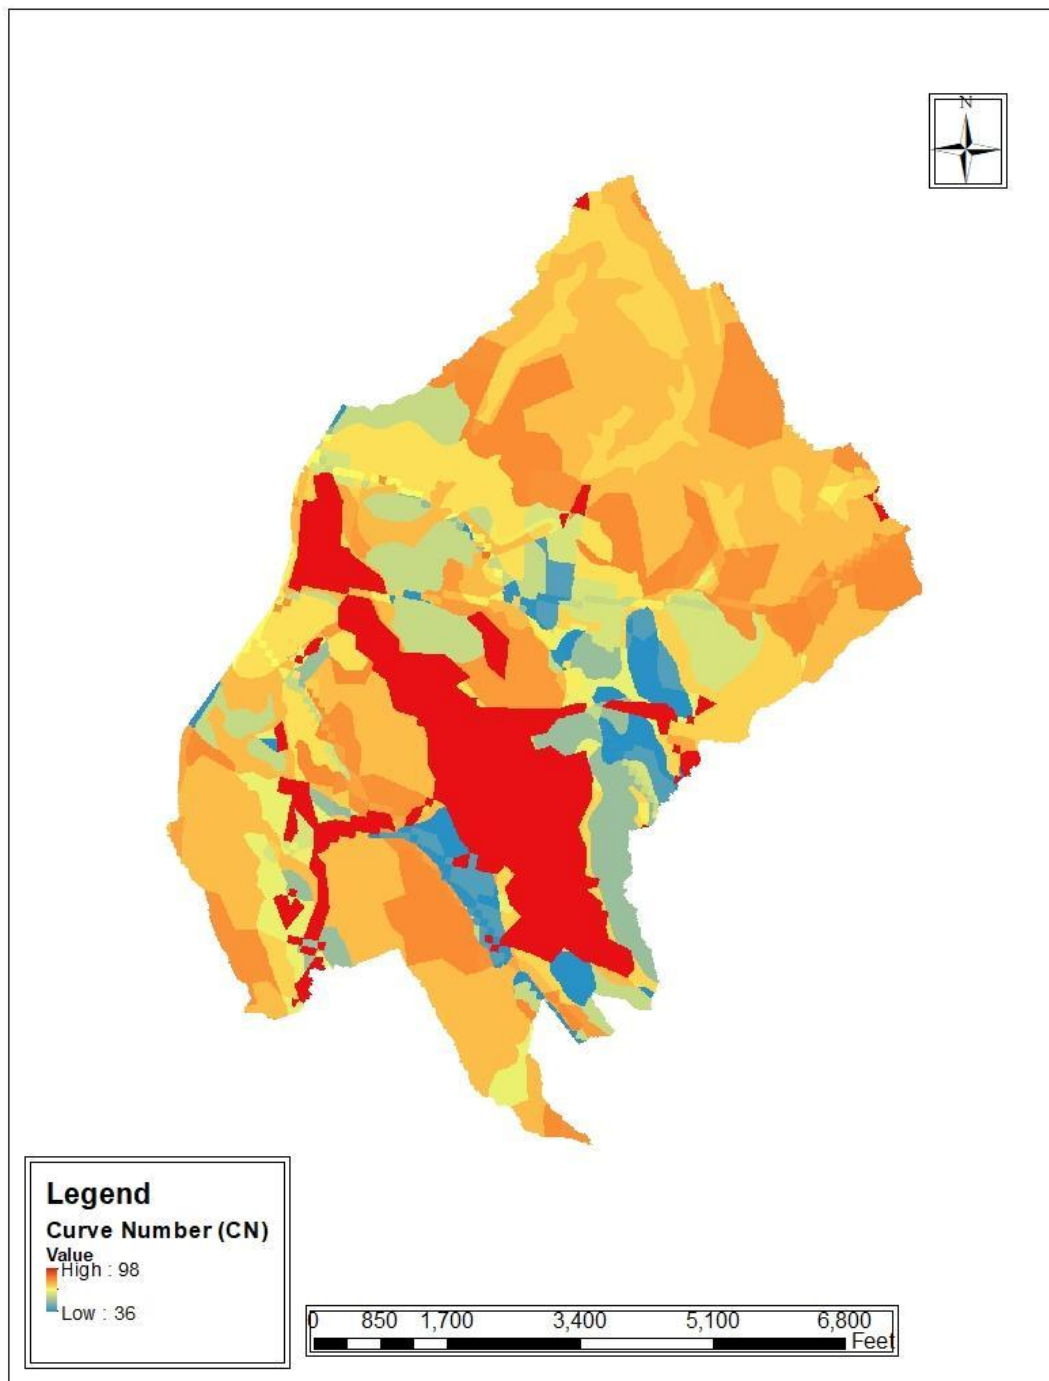 N
Legend
Curve Number (CN)
Value
High : 98
Low : 36
0 850 1,700 3,400 5,100 6,800
Feet